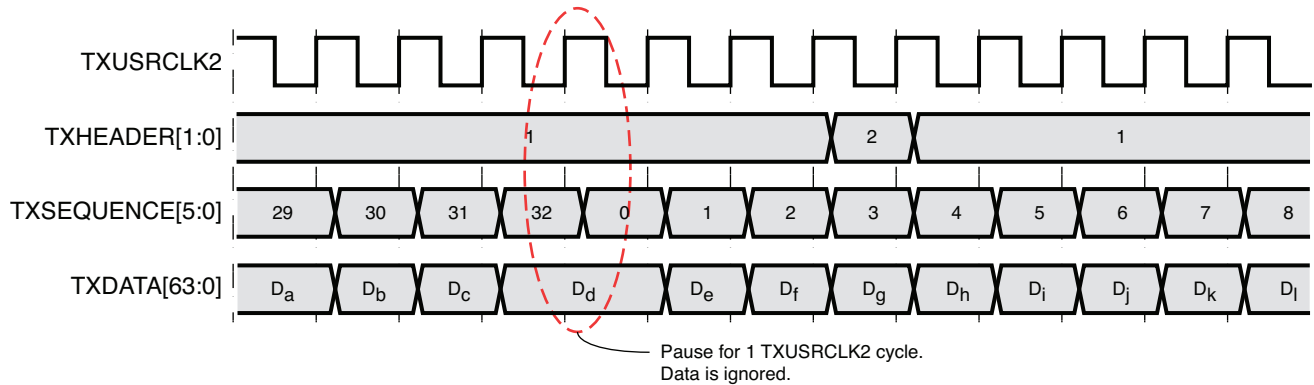 TXUSRCLK2
TXHEADER[1:0] 1 2 1
TXSEQUENCE[5:0] 29 30 31 32 0 1 2 3 4 5 6 7 8
TXDATA[63:0] Da Db Dc Dd De Df Dg Dh Di Dj Dk Dl
Pause for 1 TXUSRCLK2 cycle.
Data is ignored.